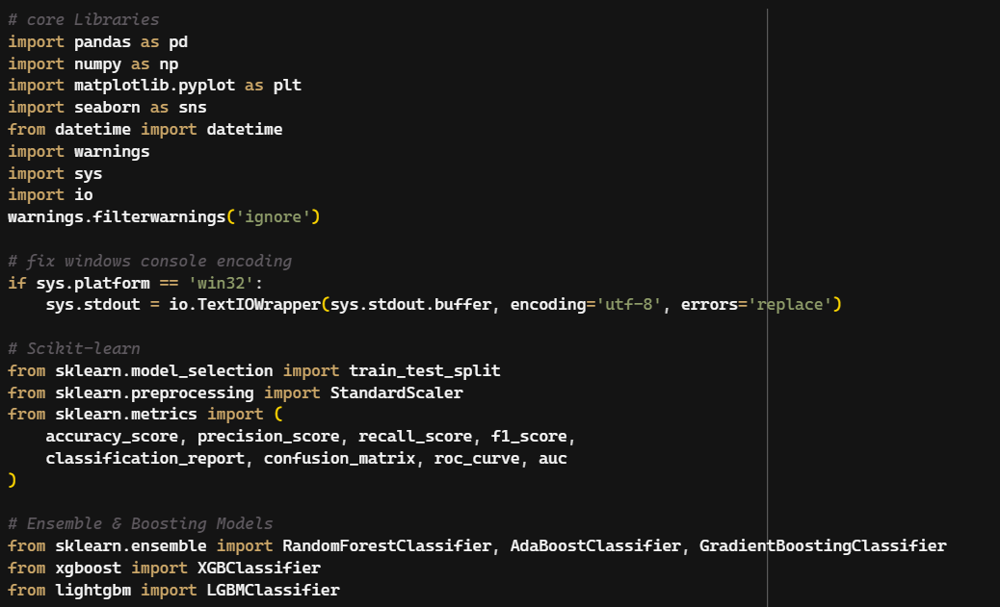 # core Libraries
import pandas as pd
import numpy as np
import matplotlib.pyplot as plt
import seaborn as sns
from datetime import datetime
import warnings
import sys
import io
warnings.filterwarnings('ignore')
# fix windows console encoding
if sys.platform == 'win32':
    sys.stdout = io.TextIOWrapper(sys.stdout.buffer, encoding='utf-8', errors='replace')
# Scikit-learn
from sklearn.model_selection import train_test_split
from sklearn.preprocessing import StandardScaler
from sklearn.metrics import (
    accuracy_score, precision_score, recall_score, f1_score,
    classification_report, confusion_matrix, roc_curve, auc
)
# Ensemble & Boosting Models
from sklearn.ensemble import RandomForestClassifier, AdaBoostClassifier, GradientBoostingClassifier
from xgboost import XGBClassifier
from lightgbm import LGBMClassifier